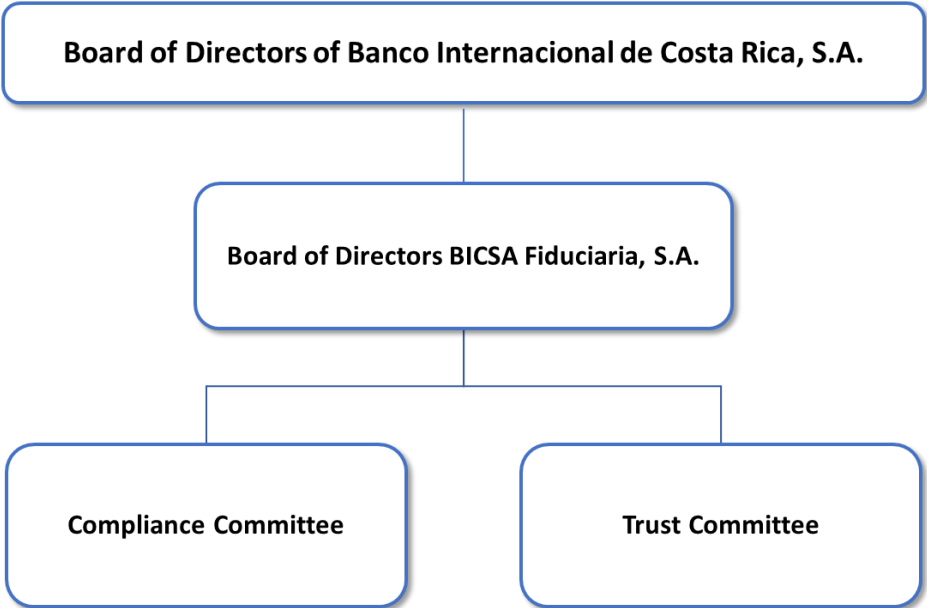 Board of Directors of Banco Internacional de Costa Rica, S.A.
Board of Directors BICSA Fiduciaria, S.A.
Compliance Committee
Trust Committee